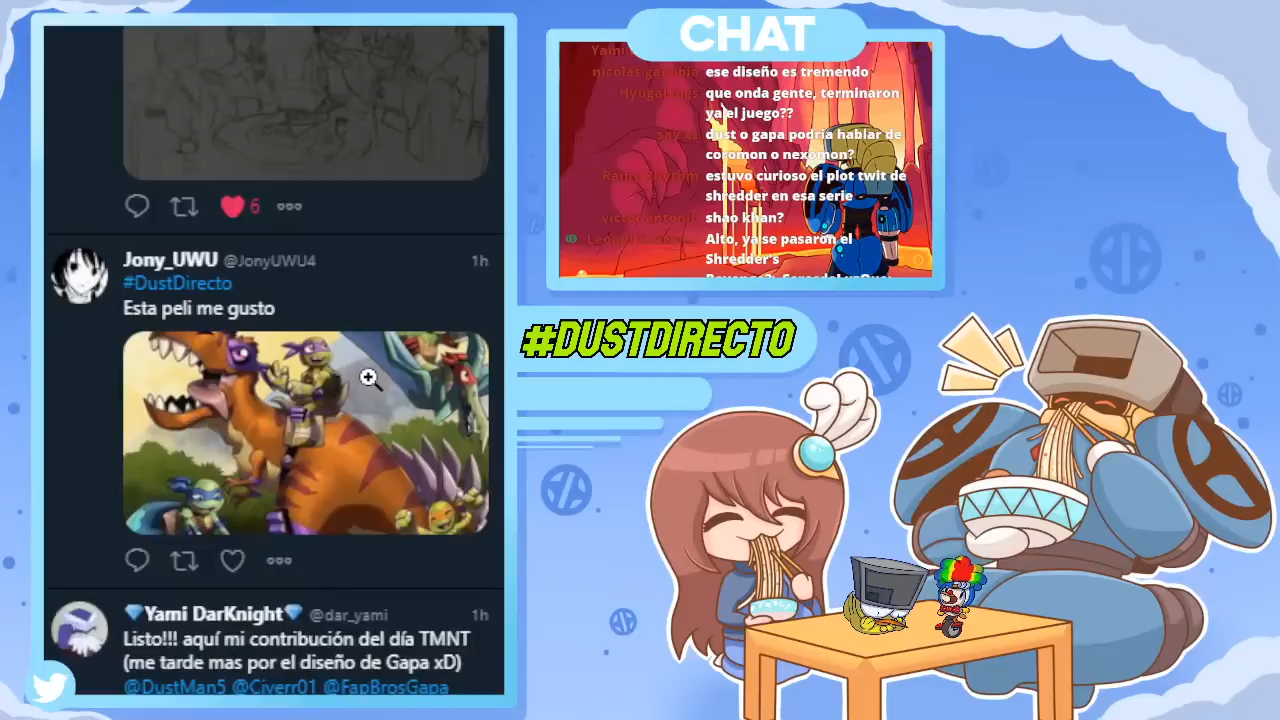 6
Jony_UWU @JonyUWU4 1h
#DustDirecto
Esta peli me gusto
💎Yami DarKnight💎 @dar_yami 1h
Listo!!! aquí mi contribución del día TMNT
(me tarde mas por el diseño de Gapa xD)
@DustMan5 @Civerr01 @FapBrosGapa
CHAT
Yami
ese diseño es tremendo
que onda gente, terminaron
ya el juego??
dust o gapa podría hablar de
coromon o nexomon?
estuvo curioso el plot twit de
shredder en esa serie
shao khan?
Alto, ya se pasaron el
Shredder's
#DUSTDIRECTO